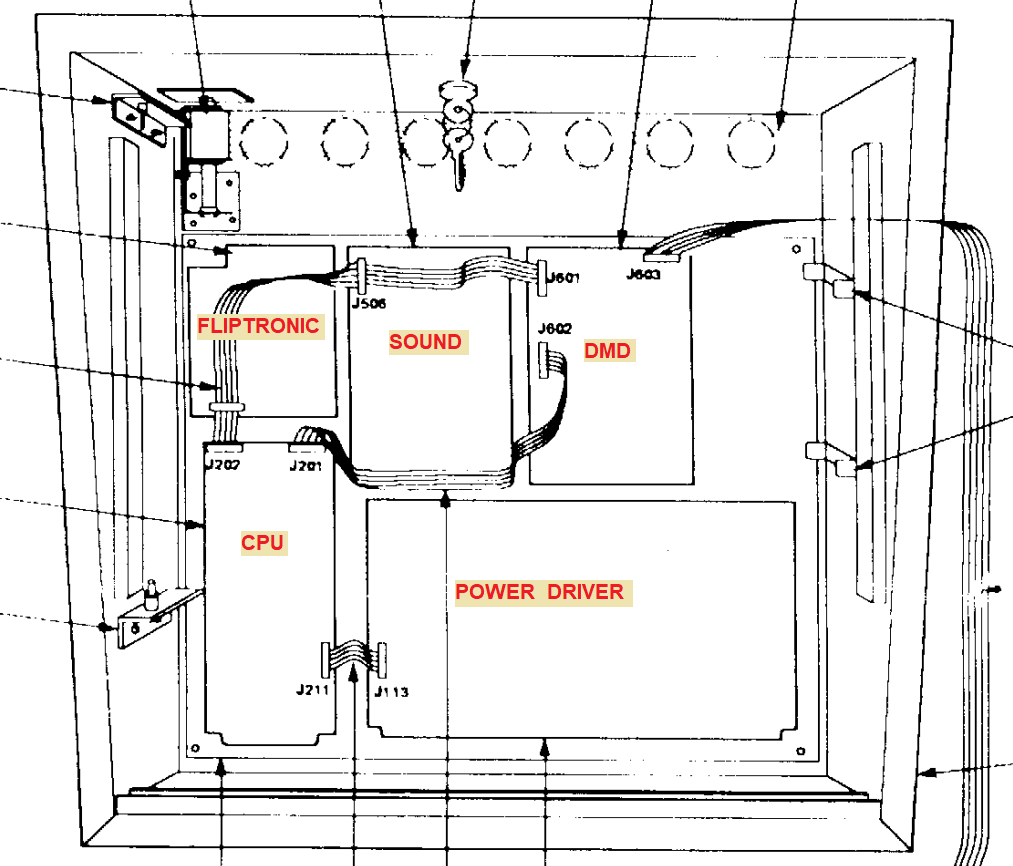 J603
J601
J506
FLIPTRONIC
J602
SOUND
DMD
J202
J201
CPU
POWER DRIVER
J211
J113